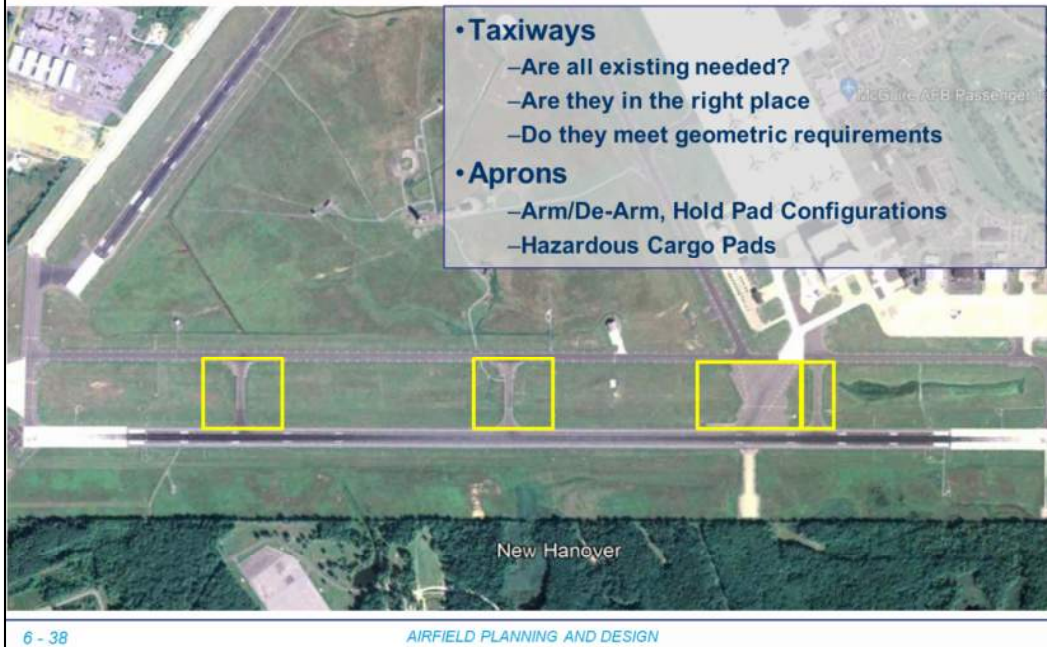 •Taxiways
–Are all existing needed?
–Are they in the right place
–Do they meet geometric requirements
•Aprons
–Arm/De-Arm, Hold Pad Configurations
–Hazardous Cargo Pads
McGuire AFB Passenger
New Hanover
6 - 38
AIRFIELD PLANNING AND DESIGN